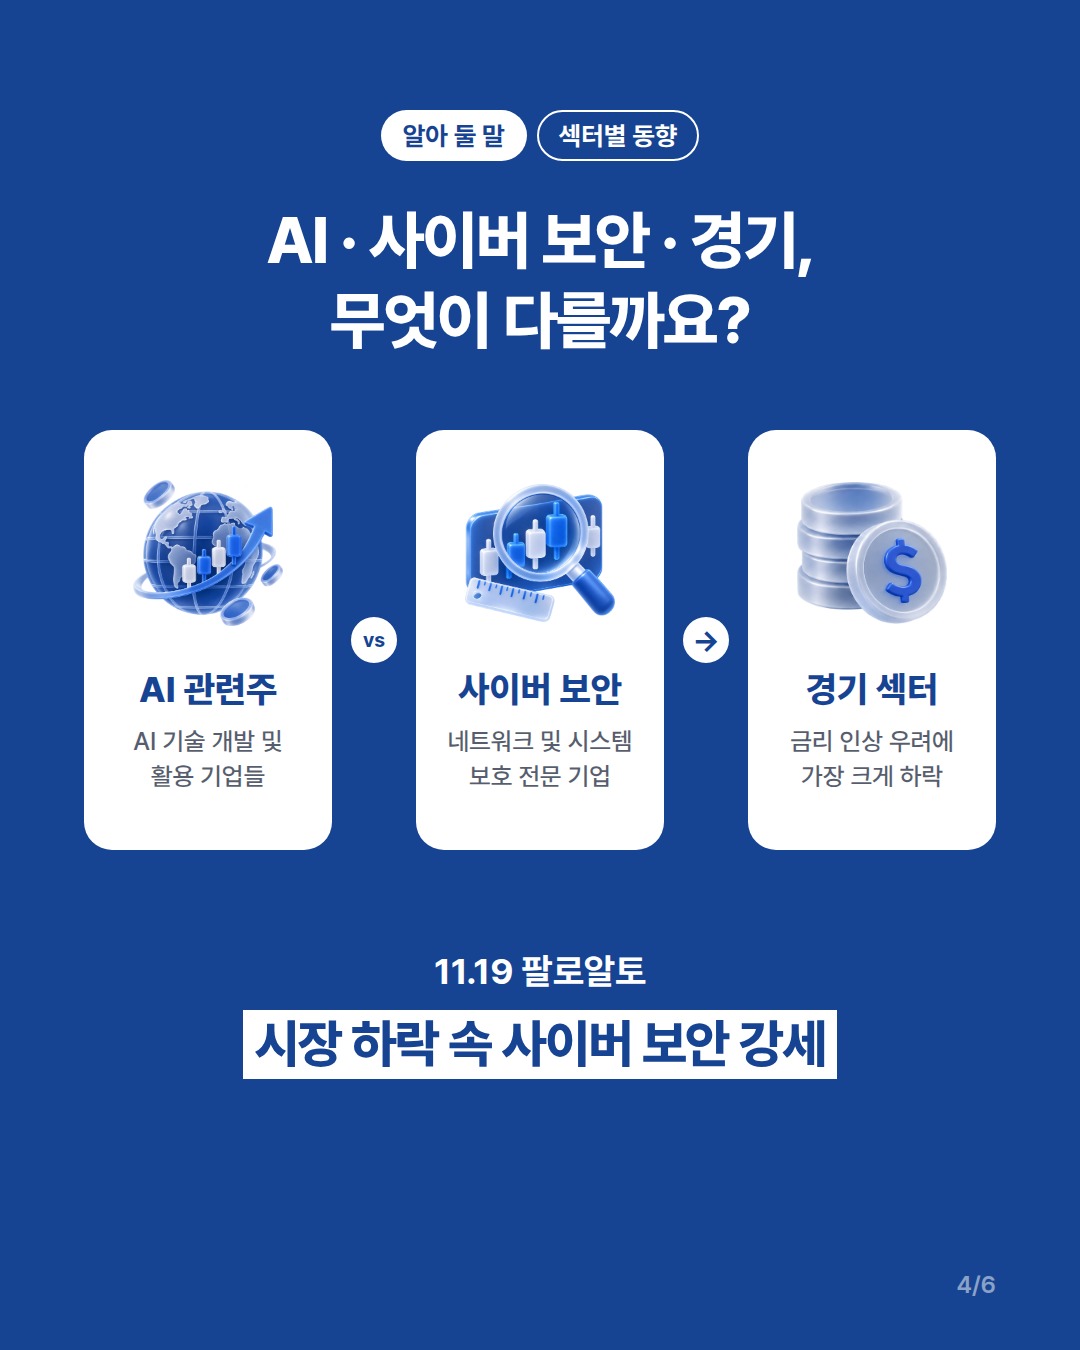 알아 둘 말
섹터별 동향
AI · 사이버 보안 · 경기,
무엇이 다를까요?
AI 관련주
AI 기술 개발 및
활용 기업들
vs
사이버 보안
네트워크 및 시스템
보호 전문 기업
→
경기 섹터
금리 인상 우려에
가장 크게 하락
11.19 팔로알토
시장 하락 속 사이버 보안 강세
4/6